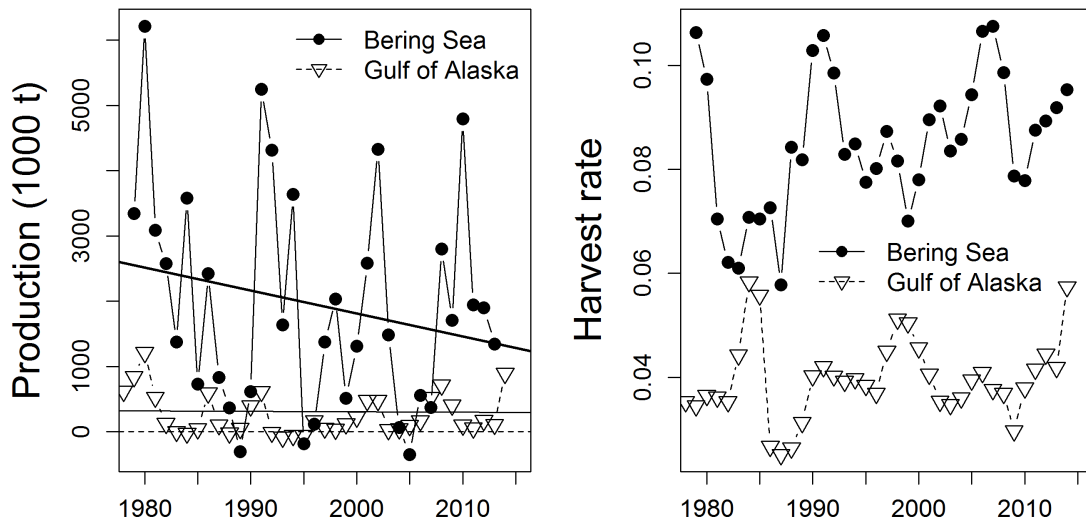 Production (1000 t)
Bering Sea
Gulf of Alaska
5000
3000
1000
0
1980
1990
2000
2010
Harvest rate
0.10
0.08
0.06
0.04
Bering Sea
Gulf of Alaska
1980
1990
2000
2010